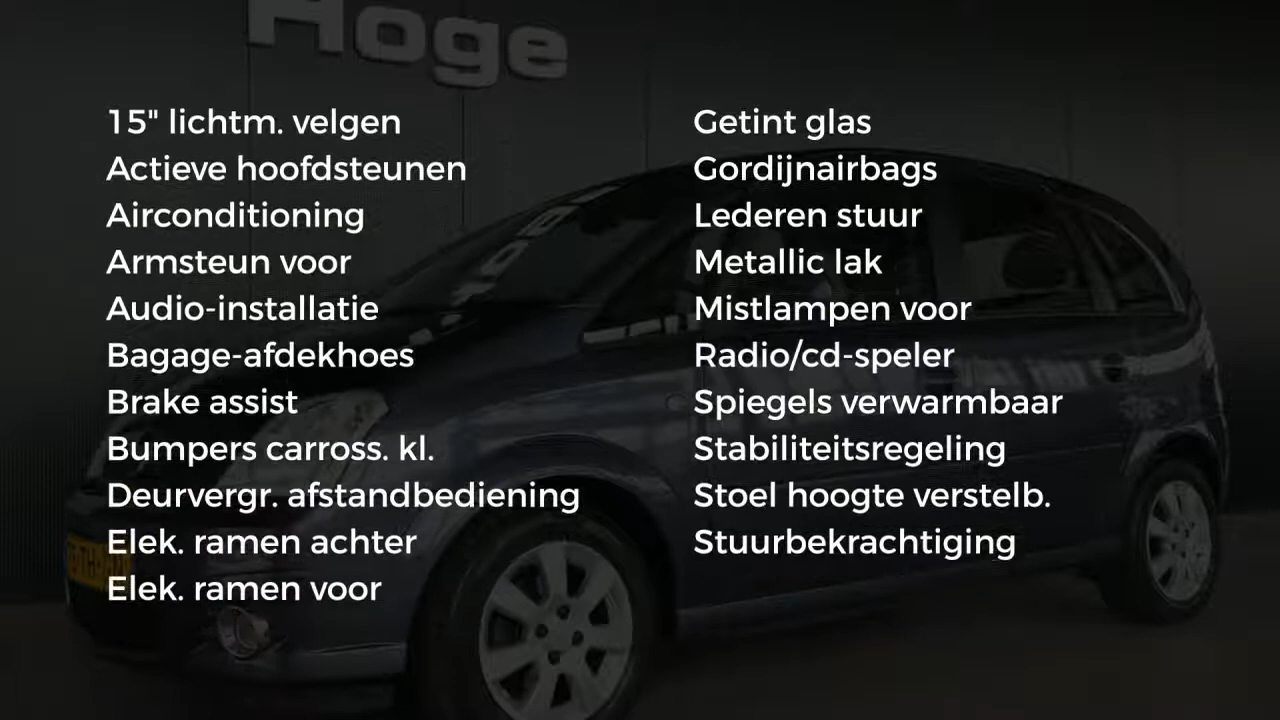 Hoge
15" lichtm. velgen
Actieve hoofdsteunen
Airconditioning
Armsteun voor
Audio-installatie
Bagage-afdekhoes
Brake assist
Bumpers carross. kl.
Deurvergr. afstandbediening
Elek. ramen achter
Elek. ramen voor
Getint glas
Gordijnairbags
Lederen stuur
Metallic lak
Mistlampen voor
Radio/cd-speler
Spiegels verwarmbaar
Stabiliteitsregeling
Stoel hoogte verstelb.
Stuurbekrachtiging